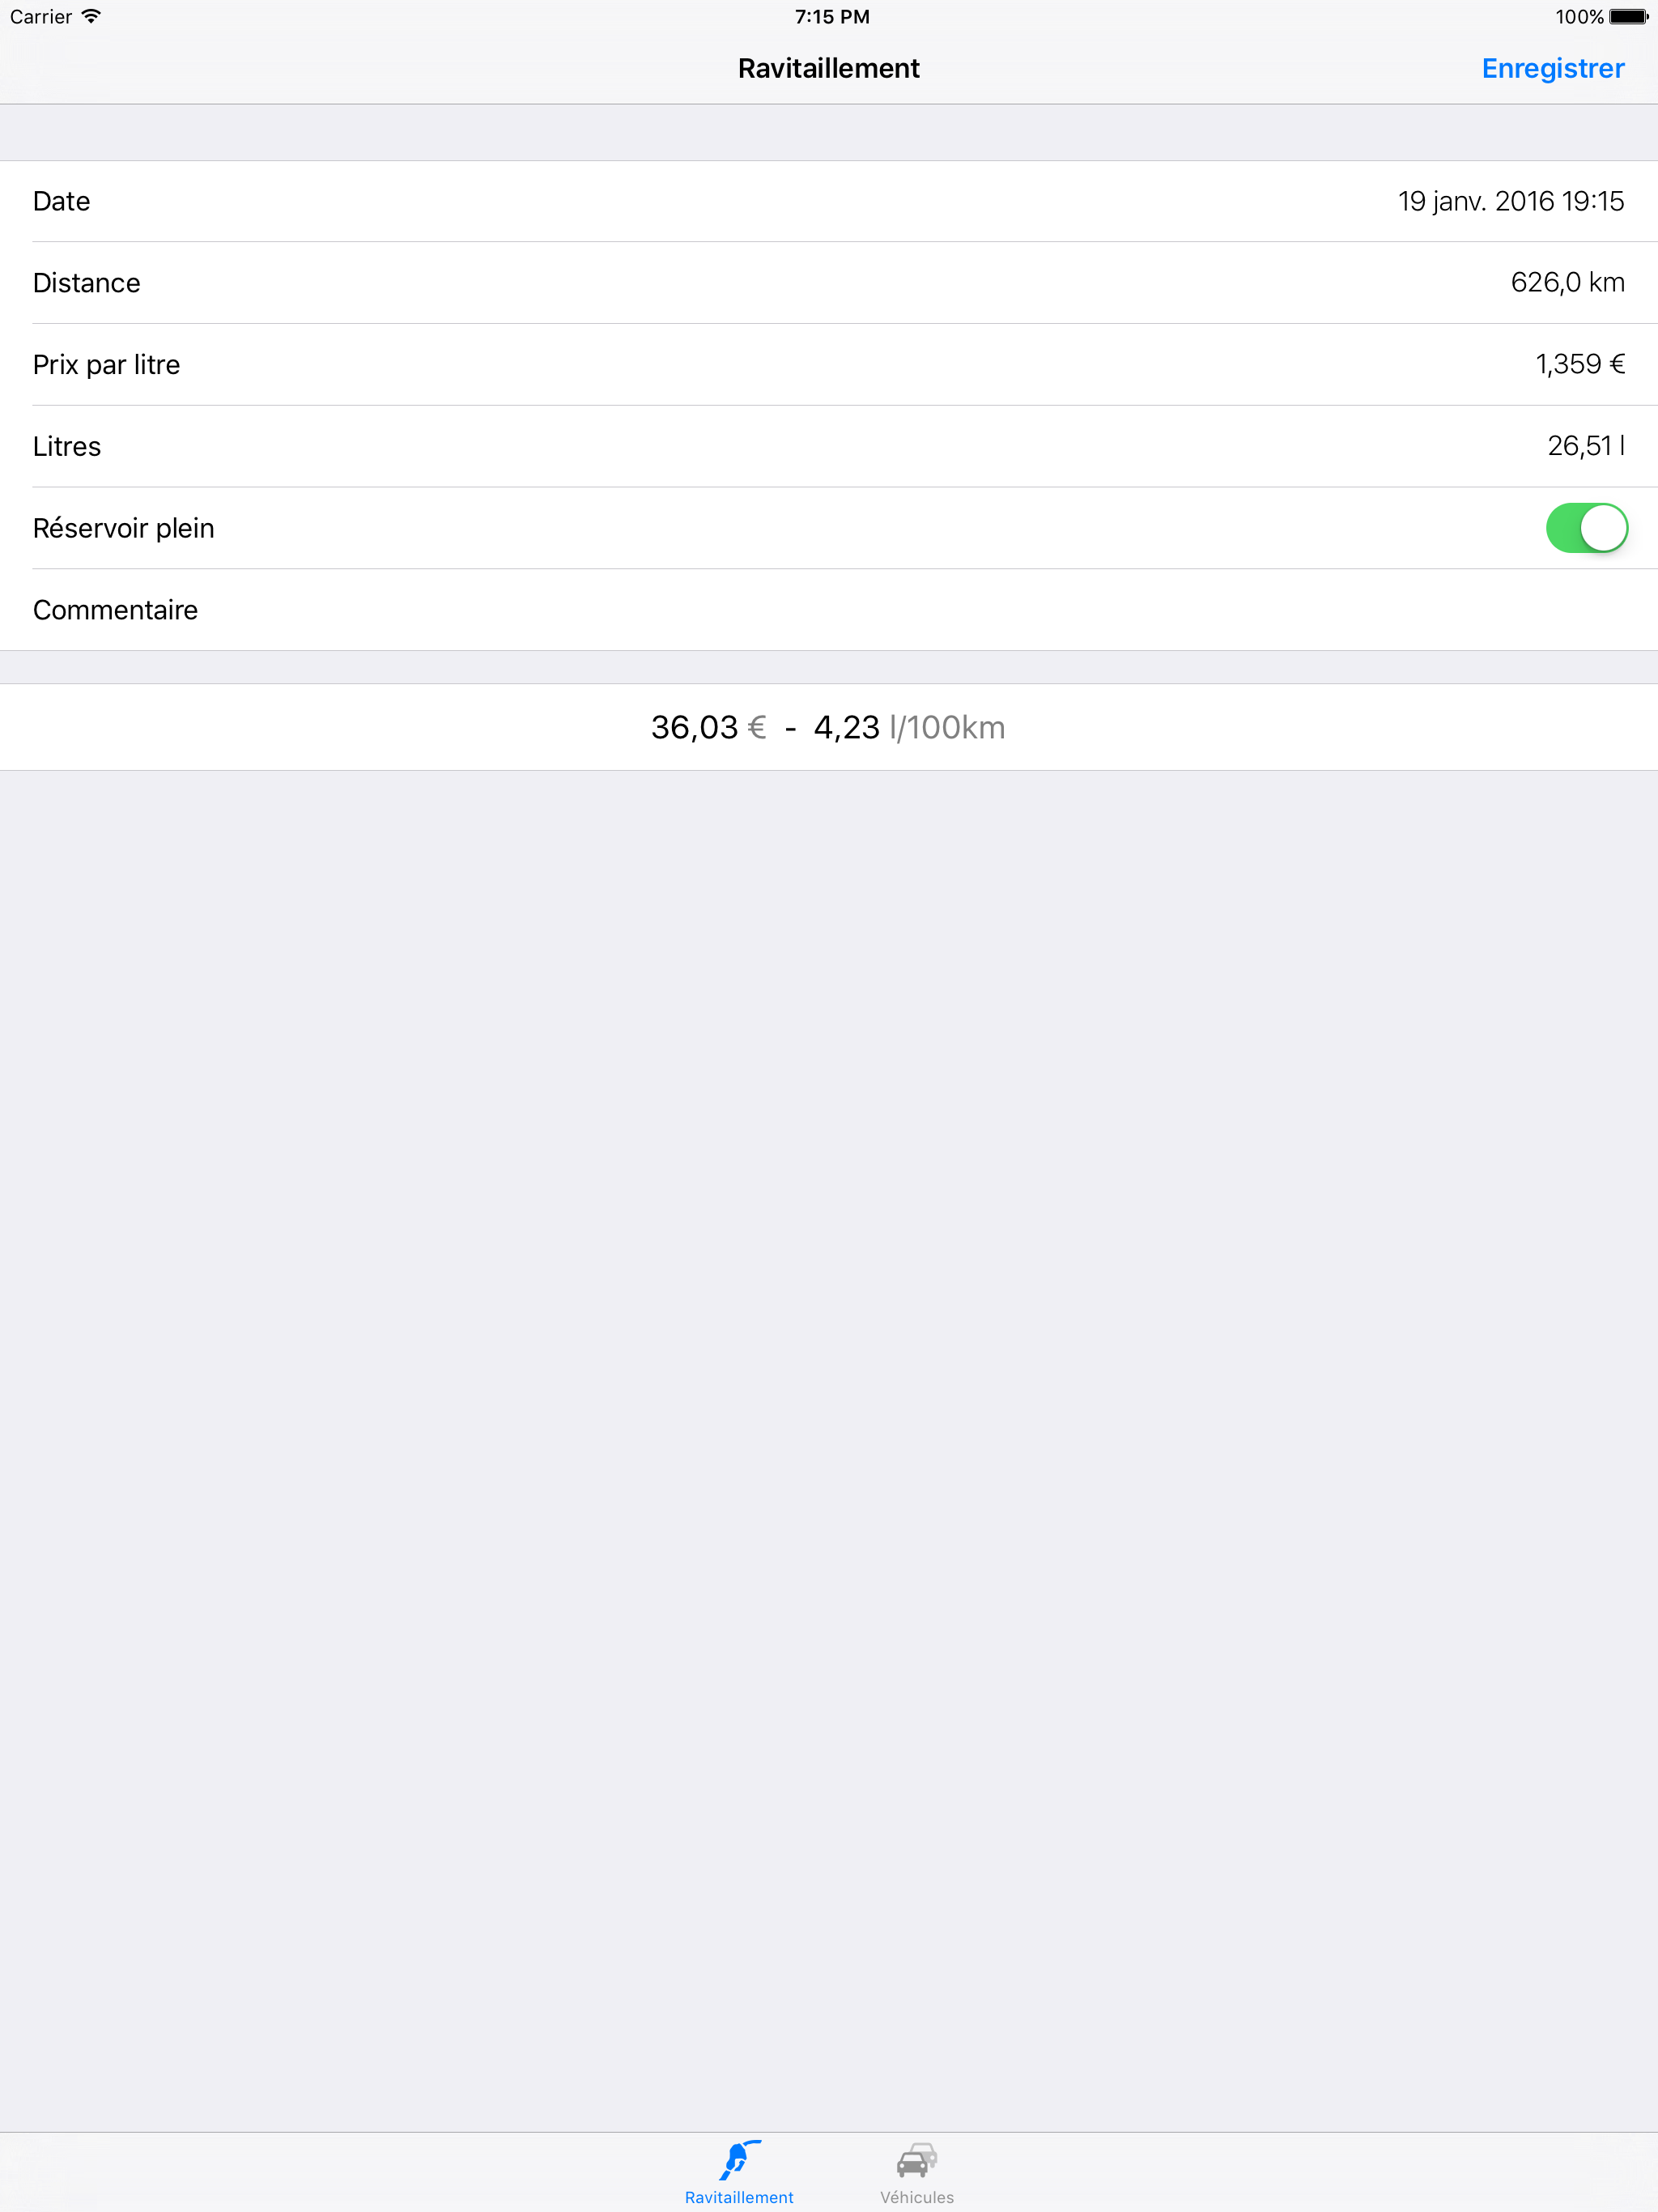 Carrier 7:15 PM 100%
Ravitaillement Enregistrer
Date 19 janv. 2016 19:15
Distance 626,0 km
Prix par litre 1,359 €
Litres 26,51 l
Réservoir plein
Commentaire
36,03 € - 4,23 l/100km
Ravitaillement Véhicules